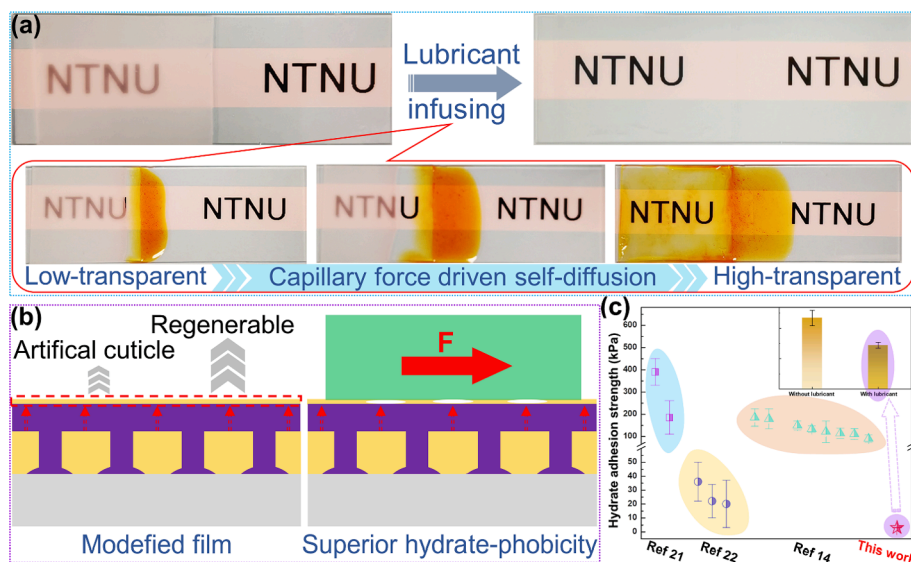 (a)
NTNU NTNU
Lubricant
infusing
NTNU NTNU
NTNU NTNU
NTNU NTNU
NTNU NTNU
Low-transparent
Capillary force driven self-diffusion
High-transparent
(b)
Regenerable
Artifical cuticle
F
Modefied film
Superior hydrate-phobicity
(c)
Hydrate adhesion strength (kPa)
600
500
400
300
200
100
50
40
30
20
10
0
Without lubricant
With lubricant
Ref 21
Ref 22
Ref 14
This work